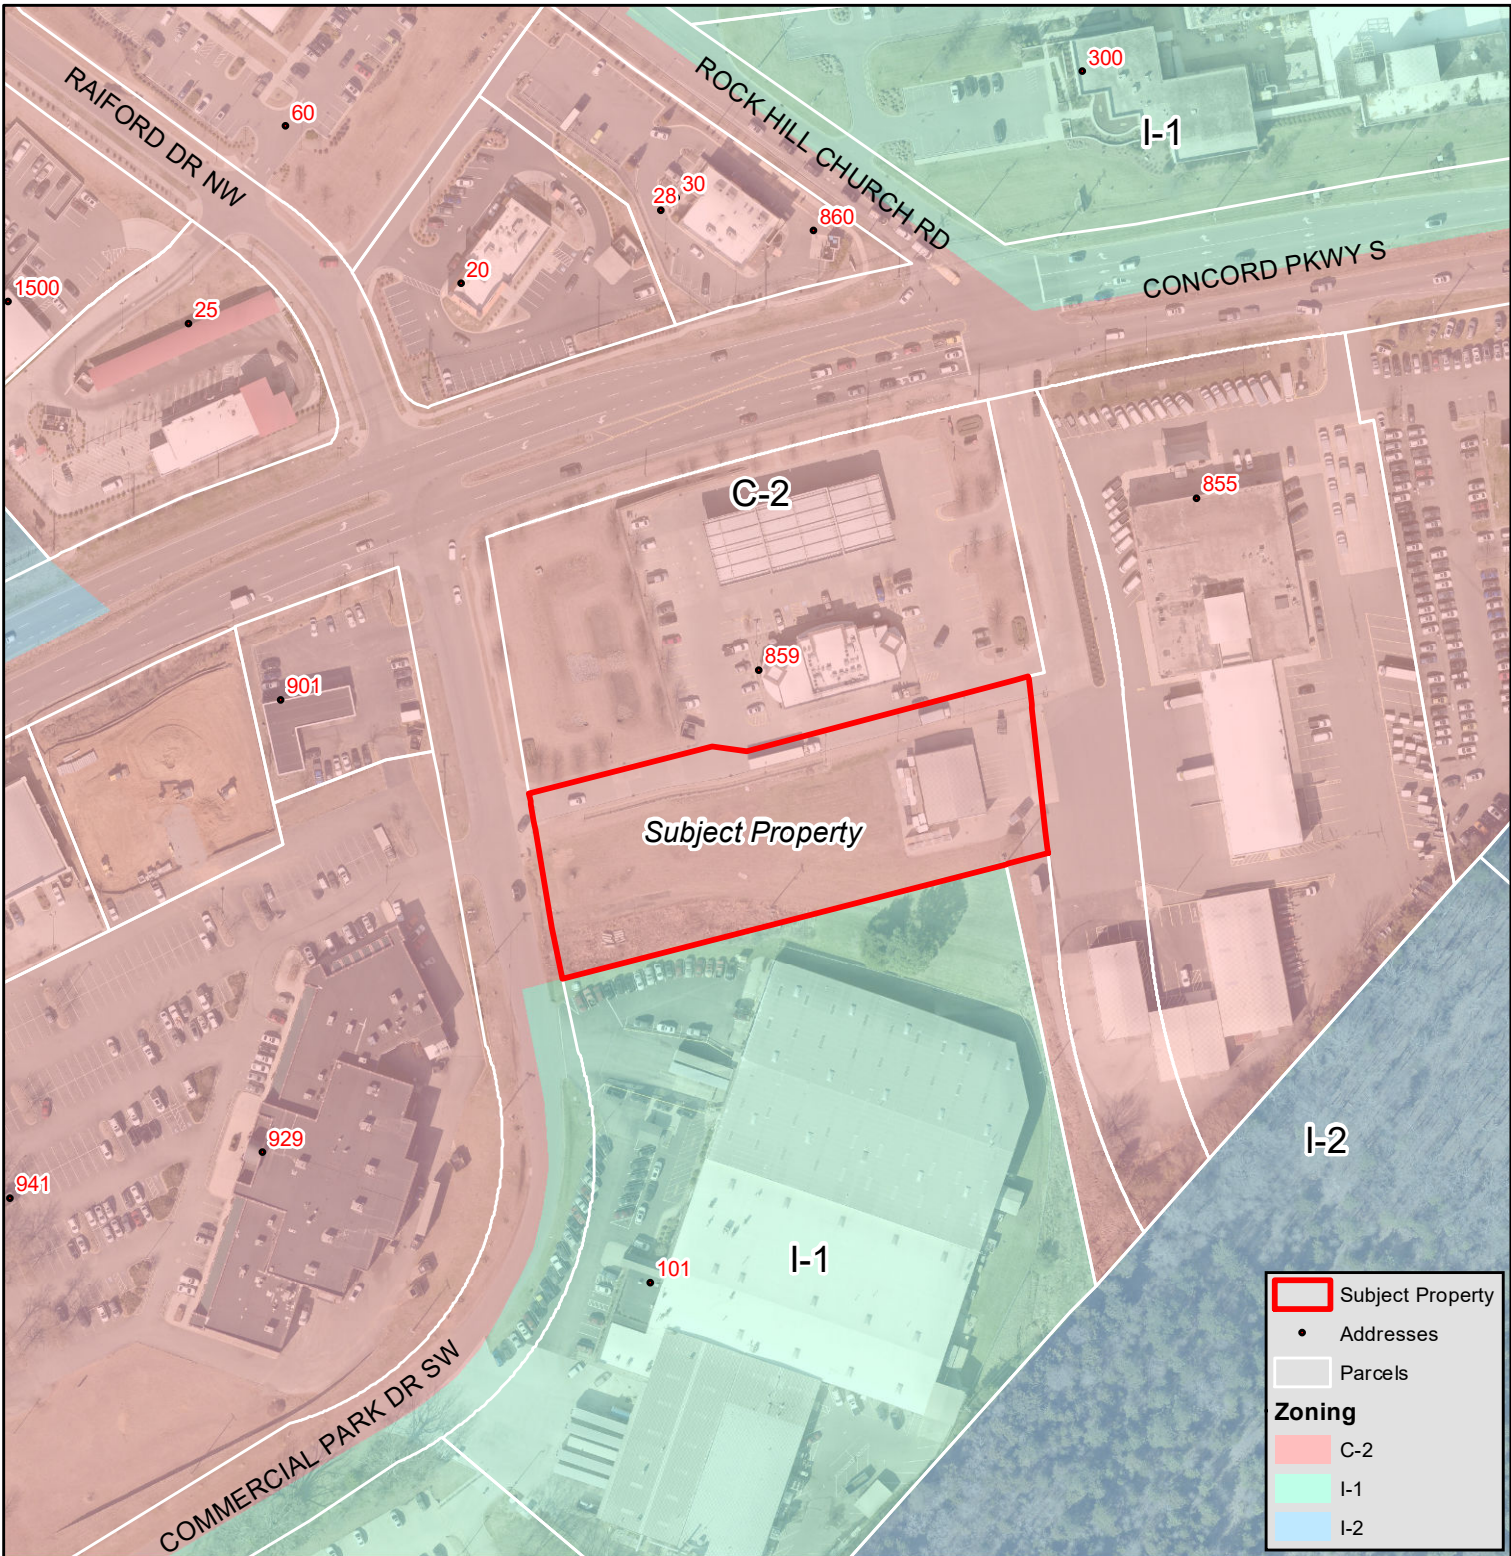 300
I-1
ROCK HILL CHURCH RD
RAIFORD DR NW
60
30
28
860
CONCORD PKWY S
20
1500
25
C-2
855
859
901
Subject Property
I-2
929
941
101
I-1
COMMERCIAL PARK DR SW
Subject Property
Addresses
Parcels
Zoning
C-2
I-1
I-2